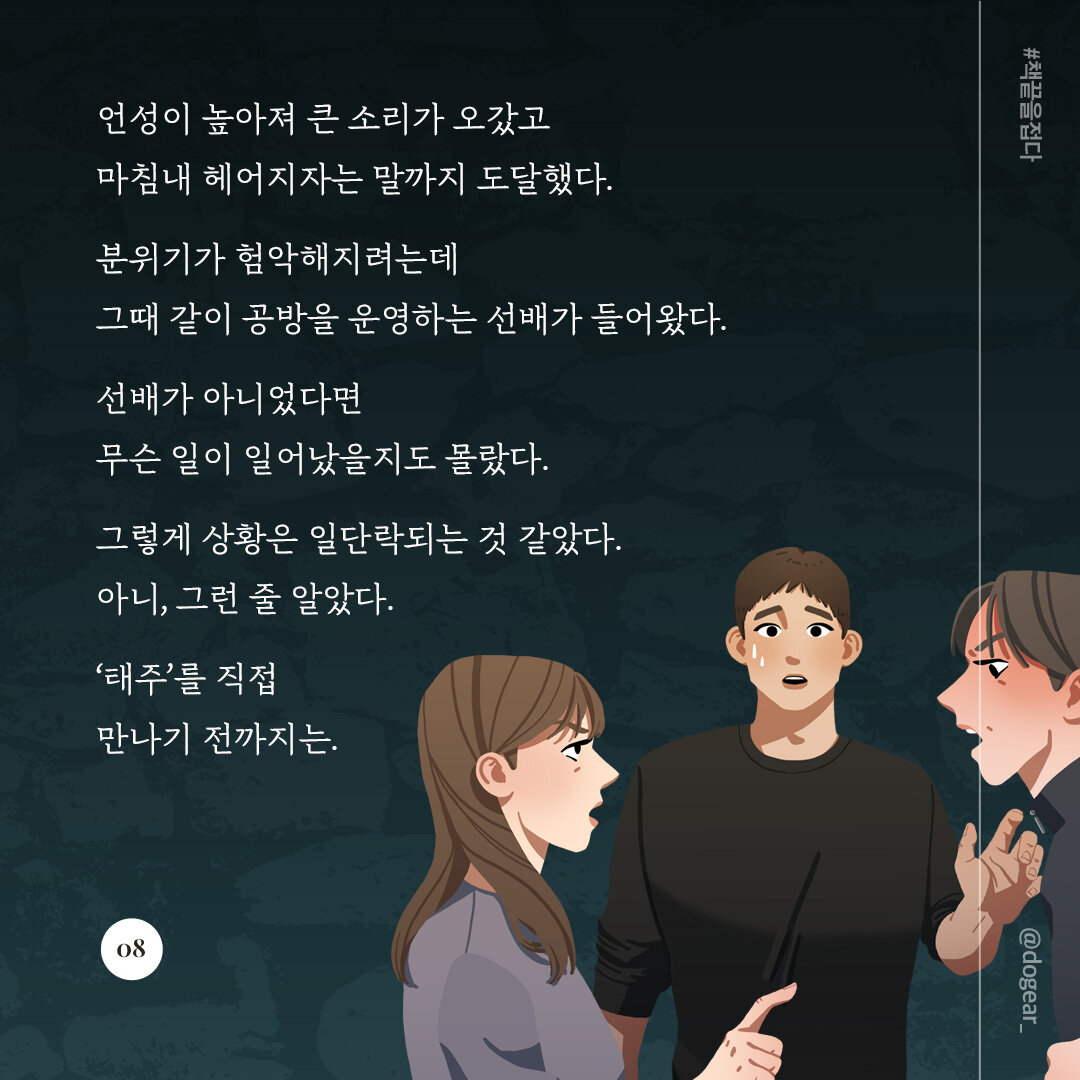 언성이 높아져 큰 소리가 오갔고
마침내 헤어지자는 말까지 도달했다.
분위기가 험악해지려는데
그때 같이 공방을 운영하는 선배가 들어왔다.
선배가 아니었다면
무슨 일이 일어났을지도 몰랐다.
그렇게 상황은 일단락되는 것 같았다.
아니, 그런 줄 알았다.
‘태주’를 직접
만나기 전까지는.
08
#책끝을접다
@dogear_